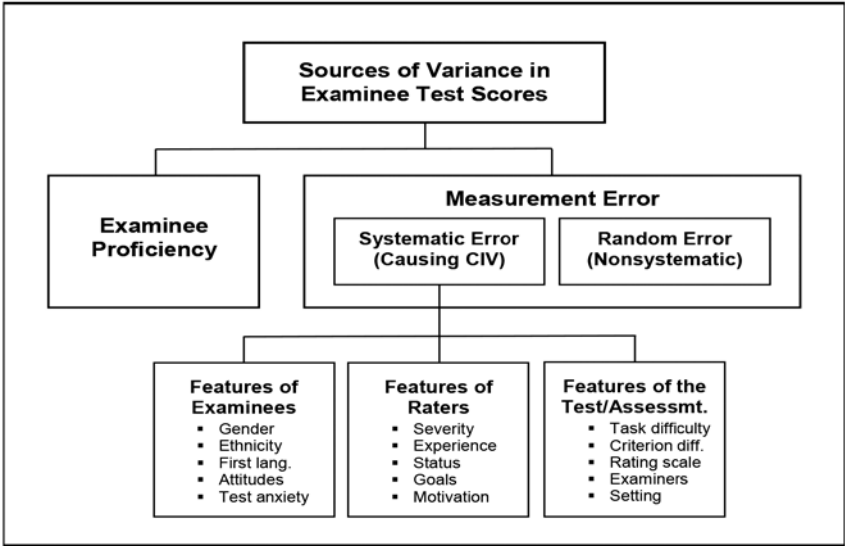 Sources of Variance in
Examinee Test Scores
Examinee
Proficiency
Measurement Error
Systematic Error
(Causing CIV)
Random Error
(Nonsystematic)
Features of
Examinees
▪ Gender
▪ Ethnicity
▪ First lang.
▪ Attitudes
▪ Test anxiety
Features of
Raters
▪ Severity
▪ Experience
▪ Status
▪ Goals
▪ Motivation
Features of the
Test/Assessmt.
▪ Task difficulty
▪ Criterion diff.
▪ Rating scale
▪ Examiners
▪ Setting